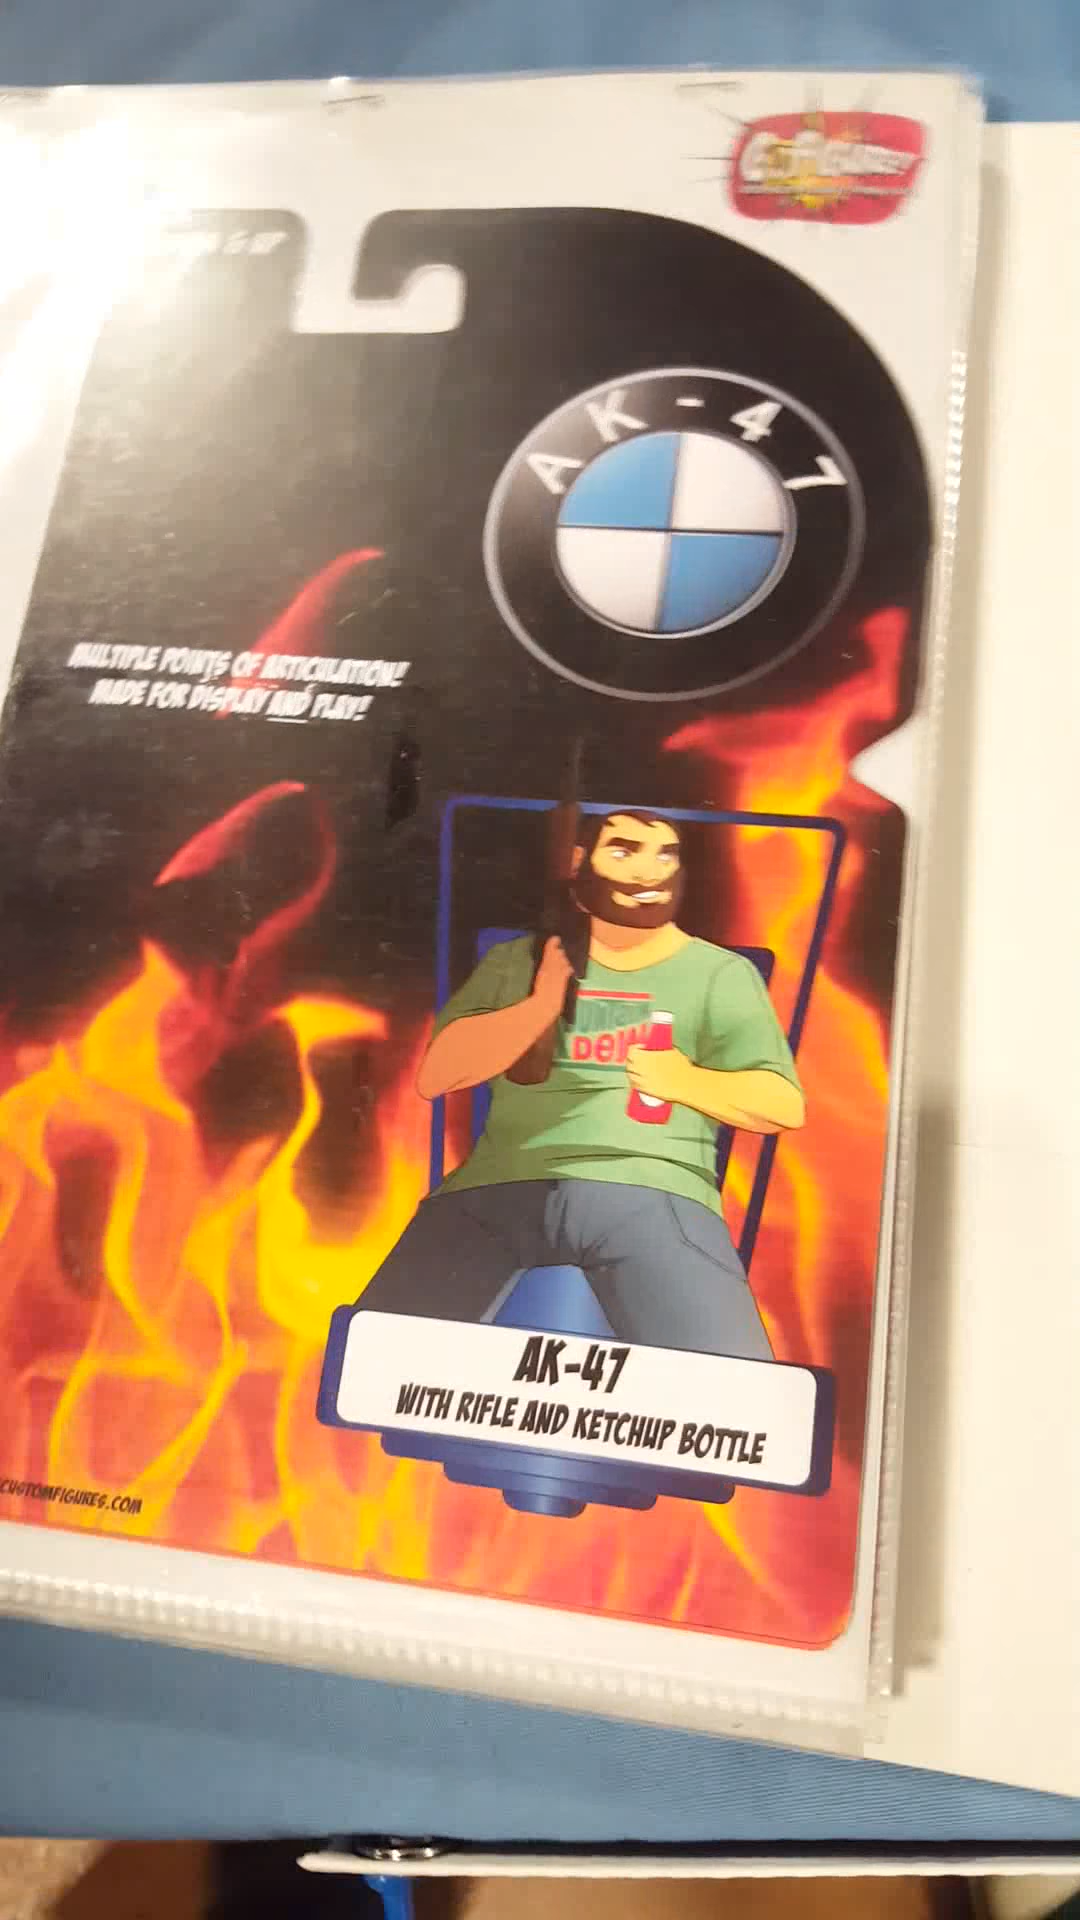 AK-47
MULTIPLE POINTS OF ARTICULATION!
MADE FOR DISPLAY AND PLAY!
DEW
AK-47
WITH RIFLE AND KETCHUP BOTTLE
CUSTOMFIGURES.COM